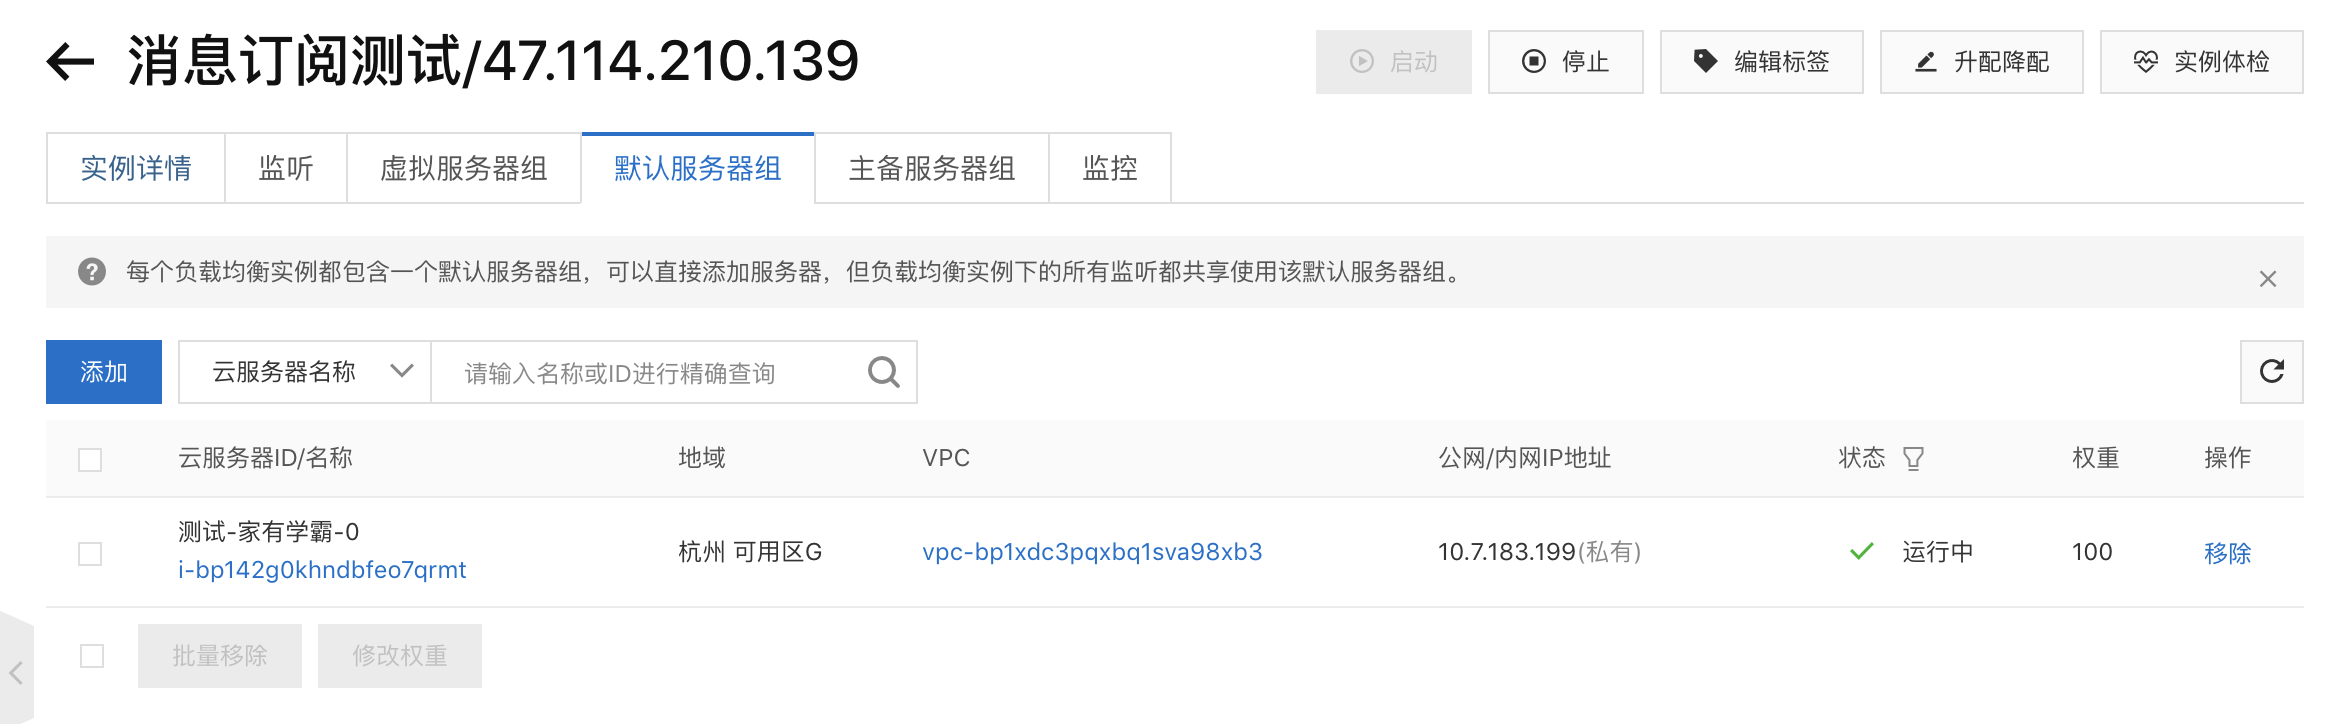 消息订阅测试/47.114.210.139
启动 停止 编辑标签 升配降配 实例体检
实例详情 监听 虚拟服务器组 默认服务器组 主备服务器组 监控
每个负载均衡实例都包含一个默认服务器组，可以直接添加服务器，但负载均衡实例下的所有监听都共享使用该默认服务器组。
添加 云服务器名称 请输入名称或ID进行精确查询
云服务器ID/名称 地域 VPC 公网/内网IP地址 状态 权重 操作
测试-家有学霸-0
i-bp142g0khndbfeo7qrmt 杭州 可用区G vpc-bp1xdc3pqxbq1sva98xb3 10.7.183.199(私有) 运行中 100 移除
批量移除 修改权重